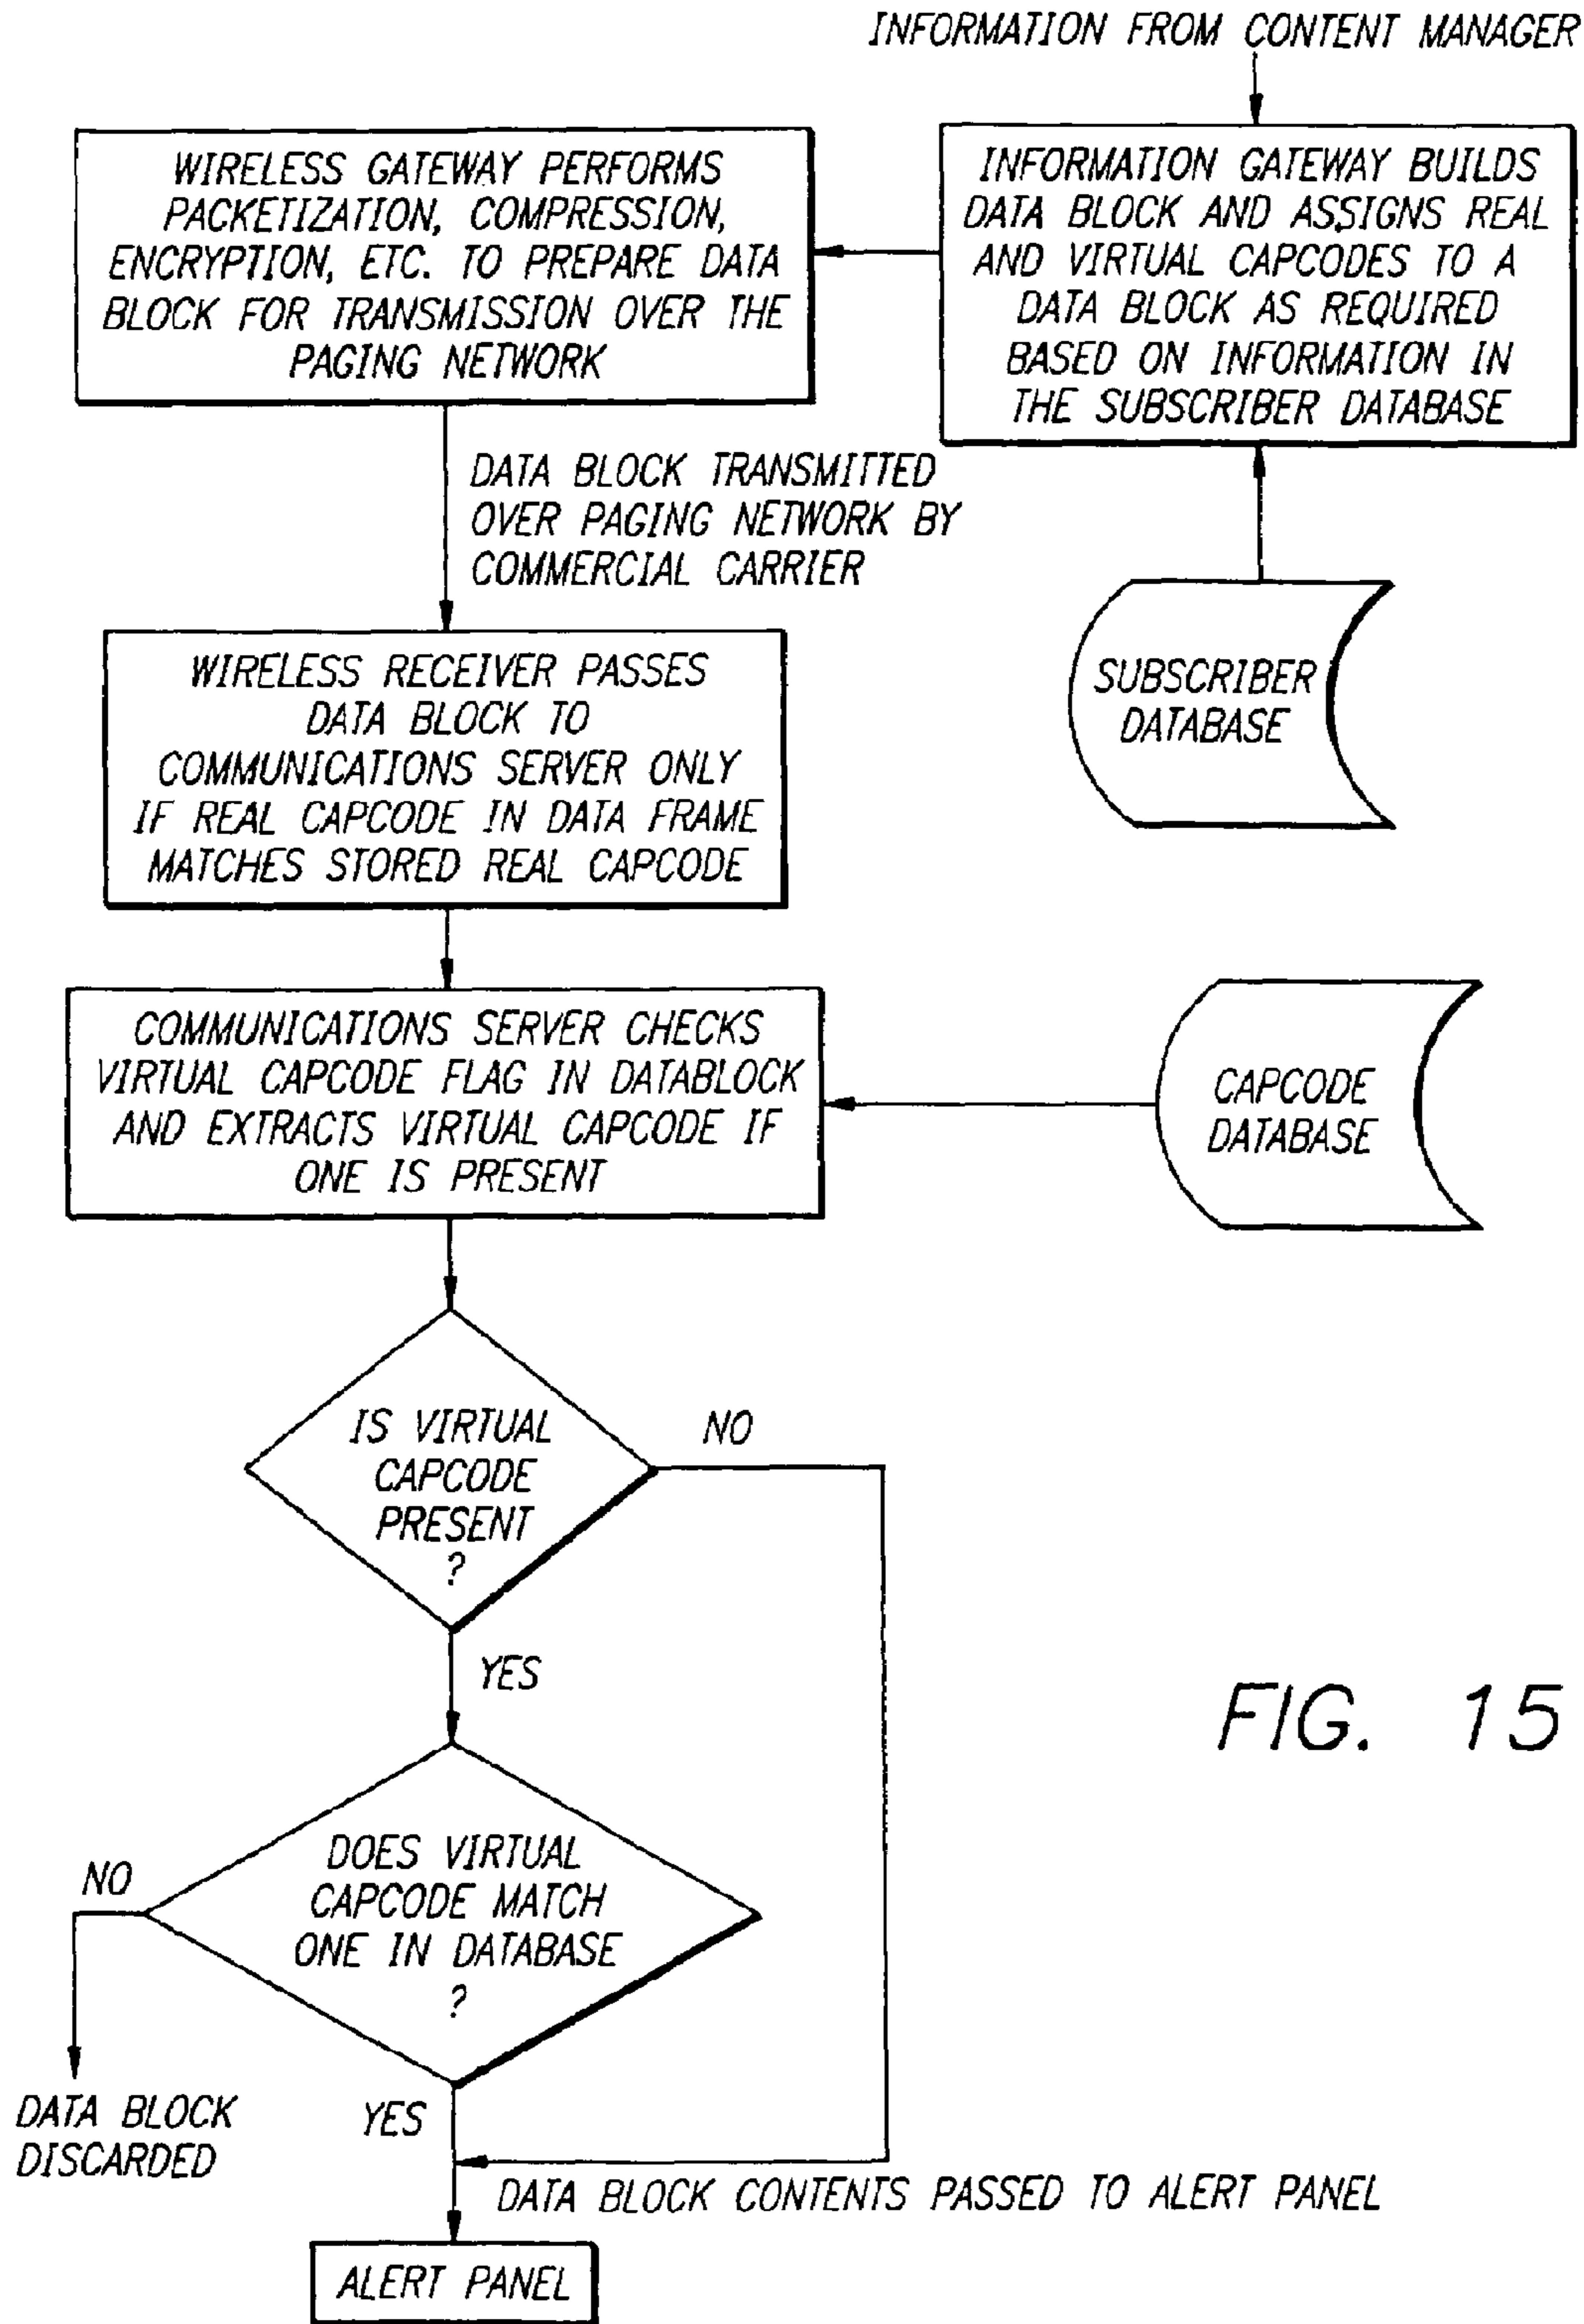 INFORMATION FROM CONTENT MANAGER
INFORMATION GATEWAY BUILDS
DATA BLOCK AND ASSIGNS REAL
AND VIRTUAL CAPCODES TO A
DATA BLOCK AS REQUIRED
BASED ON INFORMATION IN
THE SUBSCRIBER DATABASE
WIRELESS GATEWAY PERFORMS
PACKETIZATION, COMPRESSION,
ENCRYPTION, ETC. TO PREPARE DATA
BLOCK FOR TRANSMISSION OVER THE
PAGING NETWORK
DATA BLOCK TRANSMITTED
OVER PAGING NETWORK BY
COMMERCIAL CARRIER
SUBSCRIBER
DATABASE
WIRELESS RECEIVER PASSES
DATA BLOCK TO
COMMUNICATIONS SERVER ONLY
IF REAL CAPCODE IN DATA FRAME
MATCHES STORED REAL CAPCODE
COMMUNICATIONS SERVER CHECKS
VIRTUAL CAPCODE FLAG IN DATABLOCK
AND EXTRACTS VIRTUAL CAPCODE IF
ONE IS PRESENT
CAPCODE
DATABASE
IS VIRTUAL
CAPCODE
PRESENT
?
NO
YES
DOES VIRTUAL
CAPCODE MATCH
ONE IN DATABASE
?
NO
DATA BLOCK
DISCARDED
YES
DATA BLOCK CONTENTS PASSED TO ALERT PANEL
ALERT PANEL
FIG. 15